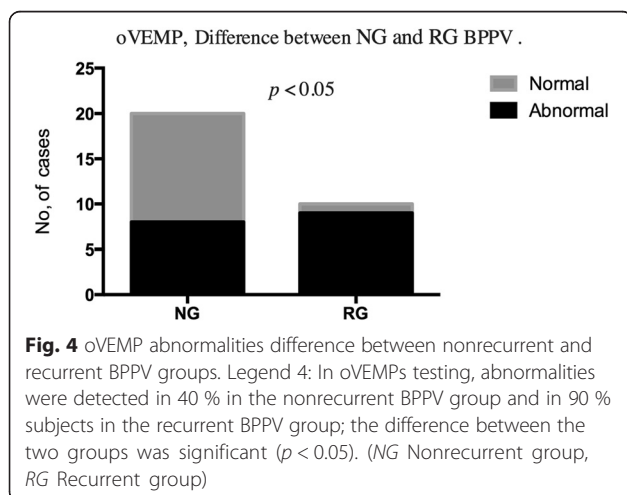 oVEMP, Difference between NG and RG BPPV .
25
20
15
10
5
0
No, of cases
p <0.05
Normal
Abnormal
NG
RG
Fig. 4 oVEMP abnormalities difference between nonrecurrent and
recurrent BPPV groups. Legend 4: In oVEMPs testing, abnormalities
were detected in 40 % in the nonrecurrent BPPV group and in 90 %
subjects in the recurrent BPPV group; the difference between the
two groups was significant (p < 0.05). (NG Nonrecurrent group,
RG Recurrent group)